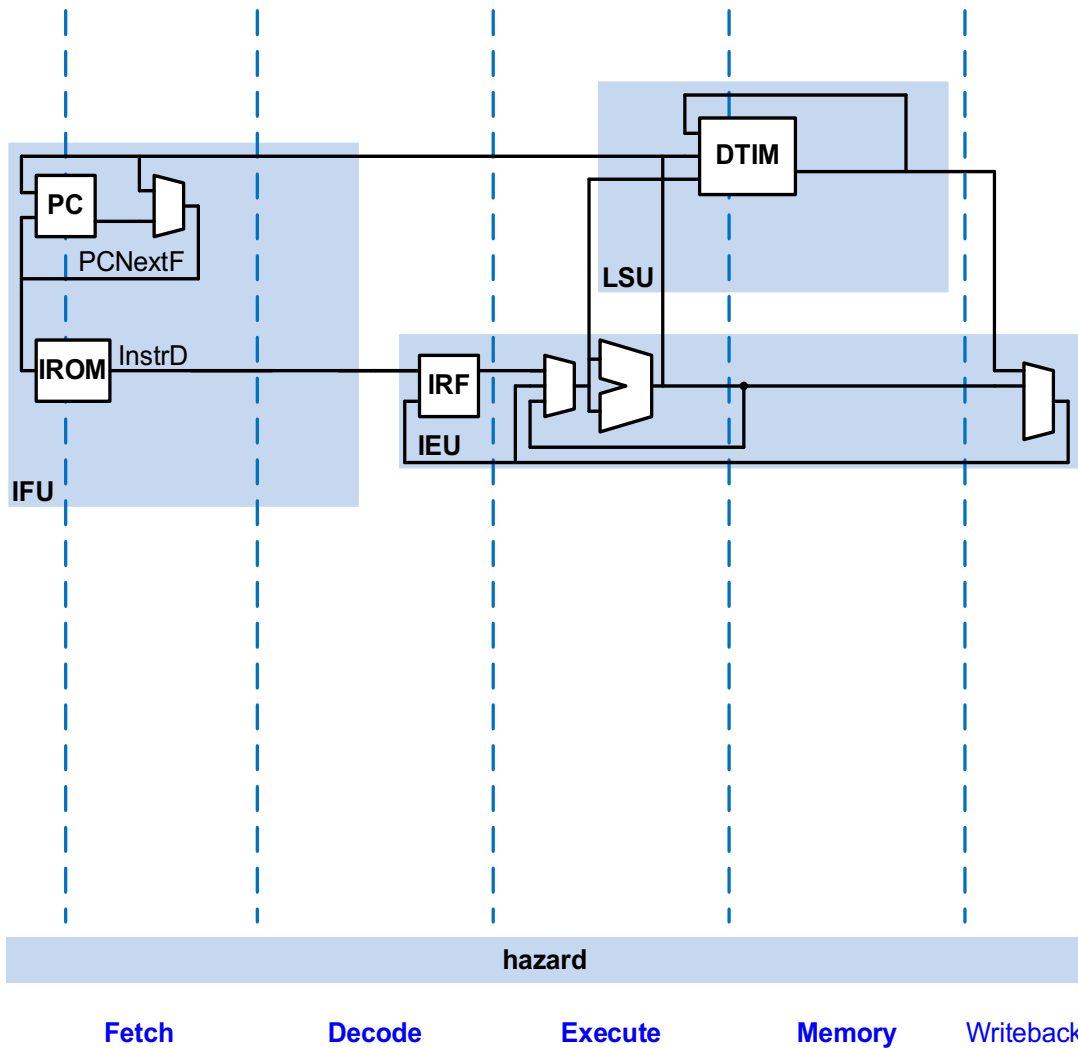 DTIM
PC
PCNextF
LSU
IROM
InstrD
IRF
IEU
IFU
hazard
Fetch Decode Execute Memory Writeback